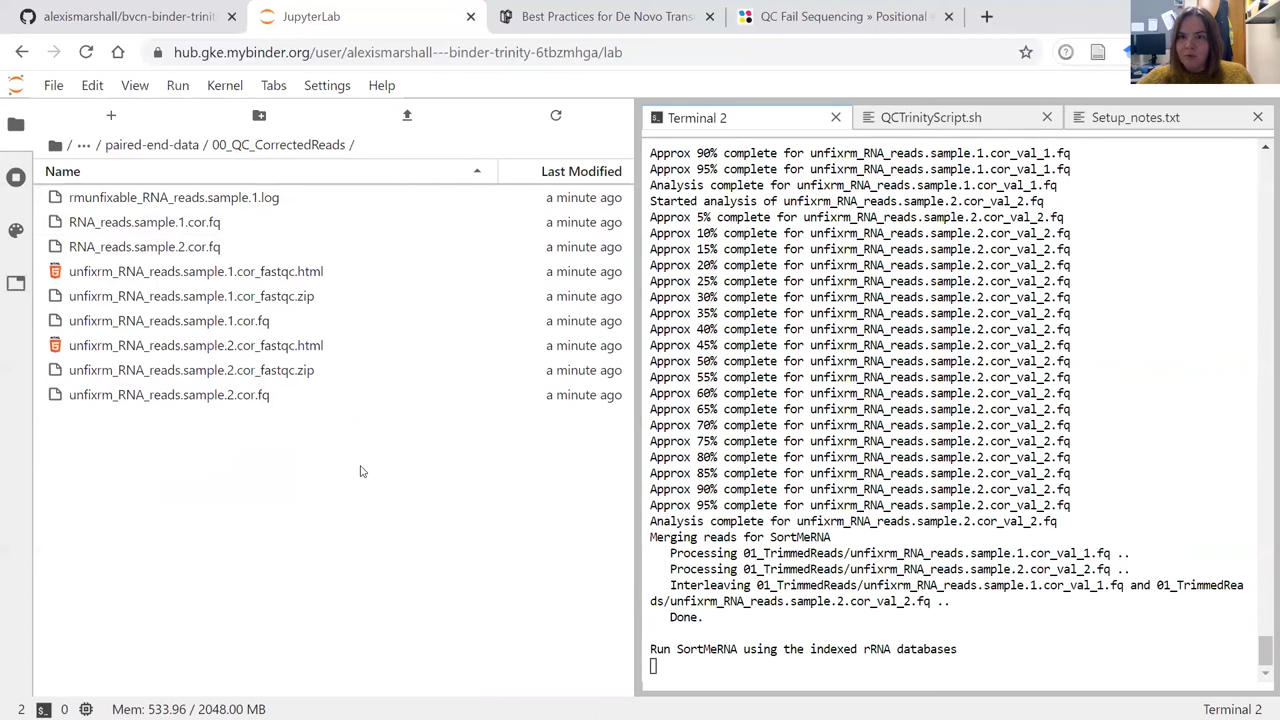 alexismarshall/bvcn-binder-trinit
JupyterLab
Best Practices for De Novo Trans
QC Fail Sequencing » Positional
hub.gke.mybinder.org/user/alexismarshall---binder-trinity-6tbzmhga/lab
File Edit View Run Kernel Tabs Settings Help
/ ··· / paired-end-data / 00_QC_CorrectedReads /
Name Last Modified
rmunfixable_RNA_reads.sample.1.log a minute ago
RNA_reads.sample.1.cor.fq a minute ago
RNA_reads.sample.2.cor.fq a minute ago
unfixrm_RNA_reads.sample.1.cor_fastqc.html a minute ago
unfixrm_RNA_reads.sample.1.cor_fastqc.zip a minute ago
unfixrm_RNA_reads.sample.1.cor.fq a minute ago
unfixrm_RNA_reads.sample.2.cor_fastqc.html a minute ago
unfixrm_RNA_reads.sample.2.cor_fastqc.zip a minute ago
unfixrm_RNA_reads.sample.2.cor.fq a minute ago
Terminal 2
QCTrinityScript.sh
Setup_notes.txt
Approx 90% complete for unfixrm_RNA_reads.sample.1.cor_val_1.fq
Approx 95% complete for unfixrm_RNA_reads.sample.1.cor_val_1.fq
Analysis complete for unfixrm_RNA_reads.sample.1.cor_val_1.fq
Started analysis of unfixrm_RNA_reads.sample.2.cor_val_2.fq
Approx 5% complete for unfixrm_RNA_reads.sample.2.cor_val_2.fq
Approx 10% complete for unfixrm_RNA_reads.sample.2.cor_val_2.fq
Approx 15% complete for unfixrm_RNA_reads.sample.2.cor_val_2.fq
Approx 20% complete for unfixrm_RNA_reads.sample.2.cor_val_2.fq
Approx 25% complete for unfixrm_RNA_reads.sample.2.cor_val_2.fq
Approx 30% complete for unfixrm_RNA_reads.sample.2.cor_val_2.fq
Approx 35% complete for unfixrm_RNA_reads.sample.2.cor_val_2.fq
Approx 40% complete for unfixrm_RNA_reads.sample.2.cor_val_2.fq
Approx 45% complete for unfixrm_RNA_reads.sample.2.cor_val_2.fq
Approx 50% complete for unfixrm_RNA_reads.sample.2.cor_val_2.fq
Approx 55% complete for unfixrm_RNA_reads.sample.2.cor_val_2.fq
Approx 60% complete for unfixrm_RNA_reads.sample.2.cor_val_2.fq
Approx 65% complete for unfixrm_RNA_reads.sample.2.cor_val_2.fq
Approx 70% complete for unfixrm_RNA_reads.sample.2.cor_val_2.fq
Approx 75% complete for unfixrm_RNA_reads.sample.2.cor_val_2.fq
Approx 80% complete for unfixrm_RNA_reads.sample.2.cor_val_2.fq
Approx 85% complete for unfixrm_RNA_reads.sample.2.cor_val_2.fq
Approx 90% complete for unfixrm_RNA_reads.sample.2.cor_val_2.fq
Approx 95% complete for unfixrm_RNA_reads.sample.2.cor_val_2.fq
Analysis complete for unfixrm_RNA_reads.sample.2.cor_val_2.fq
Merging reads for SortMeRNA
Processing 01_TrimmedReads/unfixrm_RNA_reads.sample.1.cor_val_1.fq ..
Processing 01_TrimmedReads/unfixrm_RNA_reads.sample.2.cor_val_2.fq ..
Interleaving 01_TrimmedReads/unfixrm_RNA_reads.sample.1.cor_val_1.fq and 01_TrimmedRea
ds/unfixrm_RNA_reads.sample.2.cor_val_2.fq ..
Done.
Run SortMeRNA using the indexed rRNA databases
2 0 Mem: 533.96 / 2048.00 MB
Terminal 2